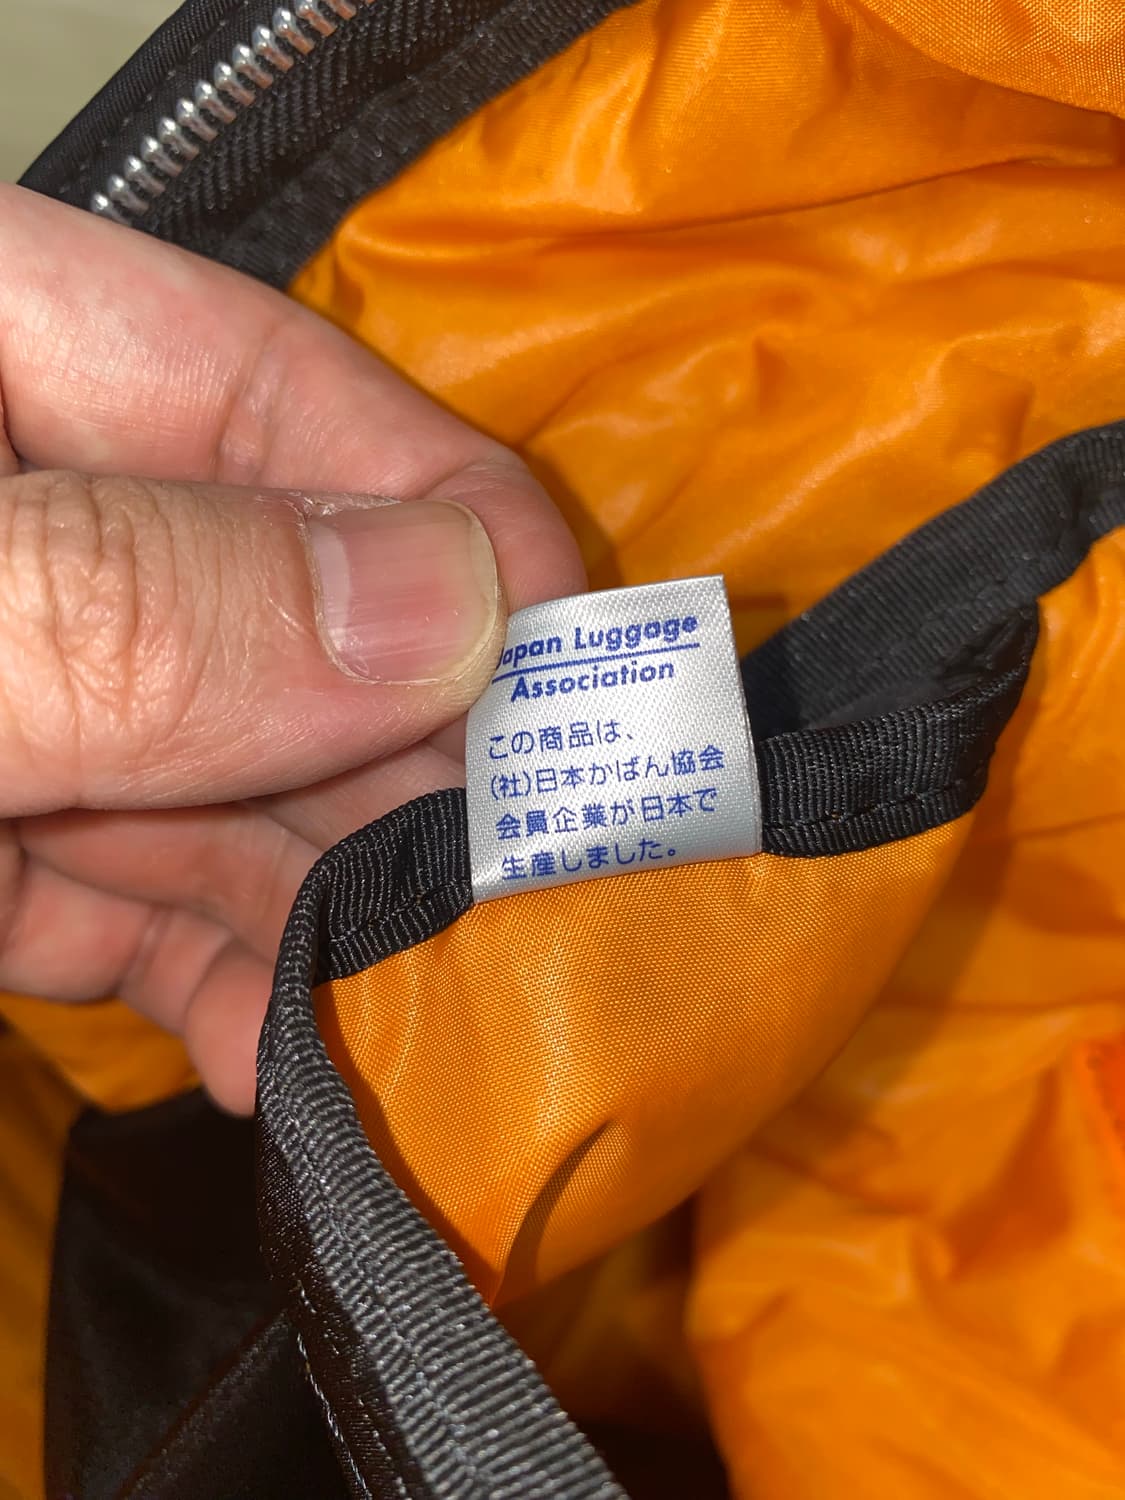 Japan Luggage
Association
この商品は、
(社)日本かばん協会
会員企業が日本で
生産しました。